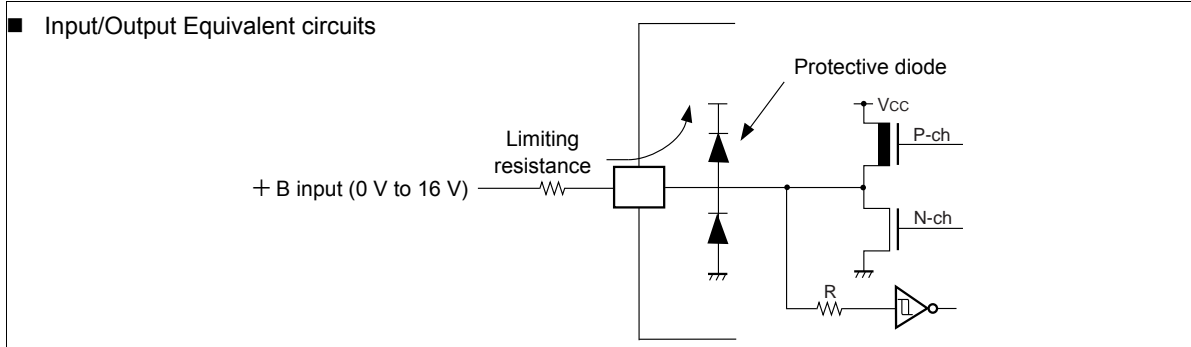 ■ Input/Output Equivalent circuits
Protective diode
VCC
P-ch
Limiting
resistance
+ B input (0 V to 16 V)
N-ch
R